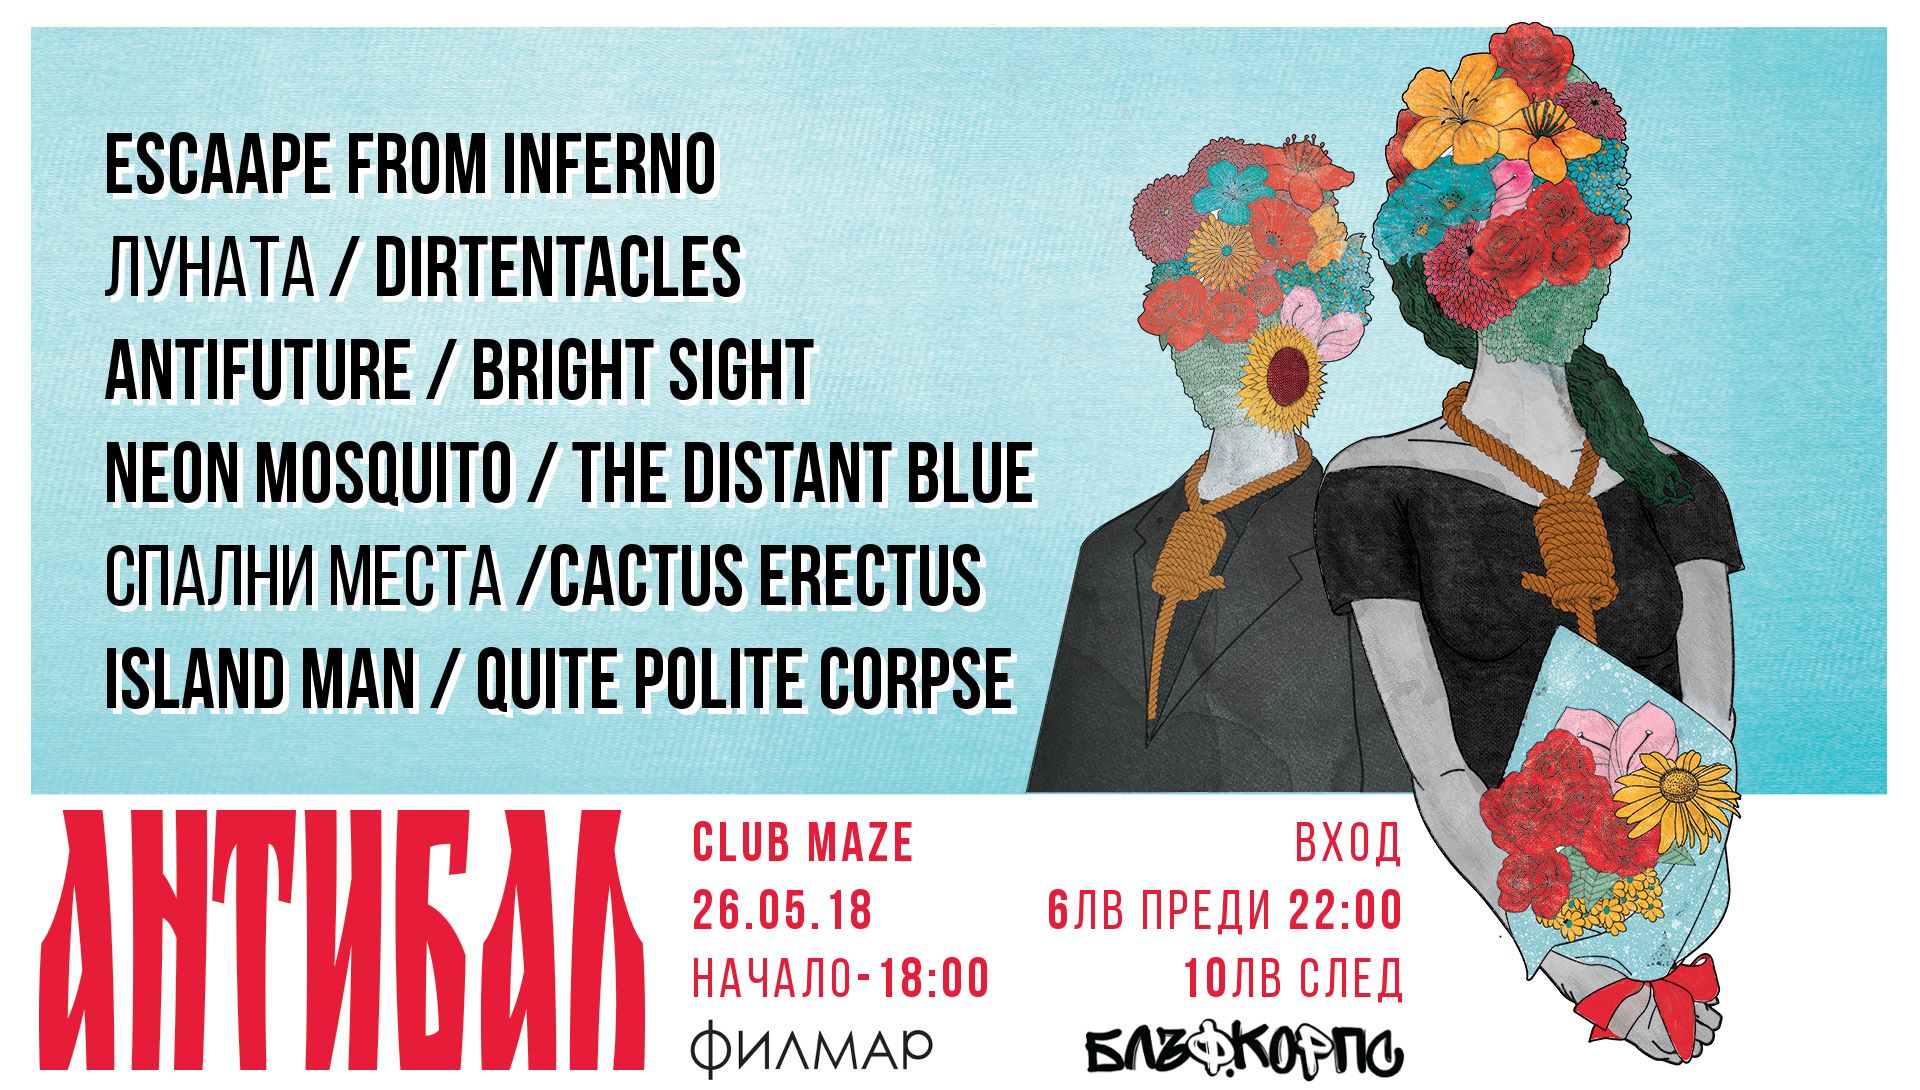 ESCAAPE FROM INFERNO
ЛУНАТА / DIRTENTACLES
ANTIFUTURE / BRIGHT SIGHT
NEON MOSQUITO / THE DISTANT BLUE
СПАЛНИ МЕСТА /CACTUS ERECTUS
ISLAND MAN / QUITE POLITE CORPSE
АНТИБАЛ
CLUB MAZE
26.05.18
НАЧАЛО-18:00
ФИЛМАР
ВХОД
6ЛВ ПРЕДИ 22:00
10ЛВ СЛЕД
БЛЪФ.КОРПС